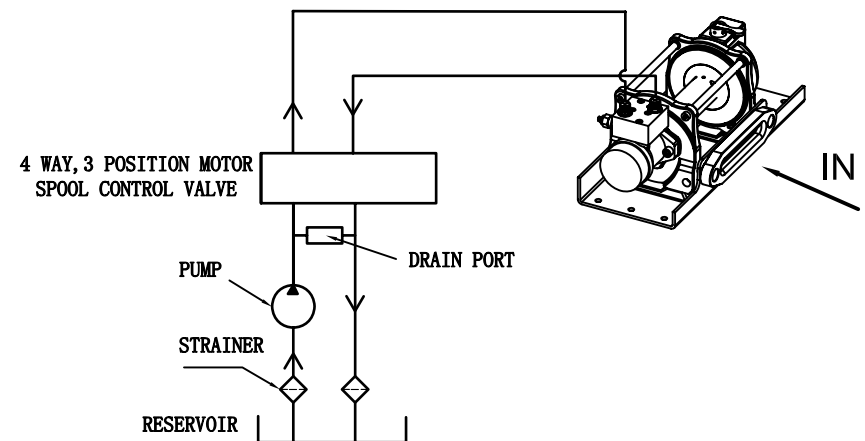 4 WAY, 3 POSITION MOTOR
SPOOL CONTROL VALVE
IN
DRAIN PORT
PUMP
STRAINER
RESERVOIR